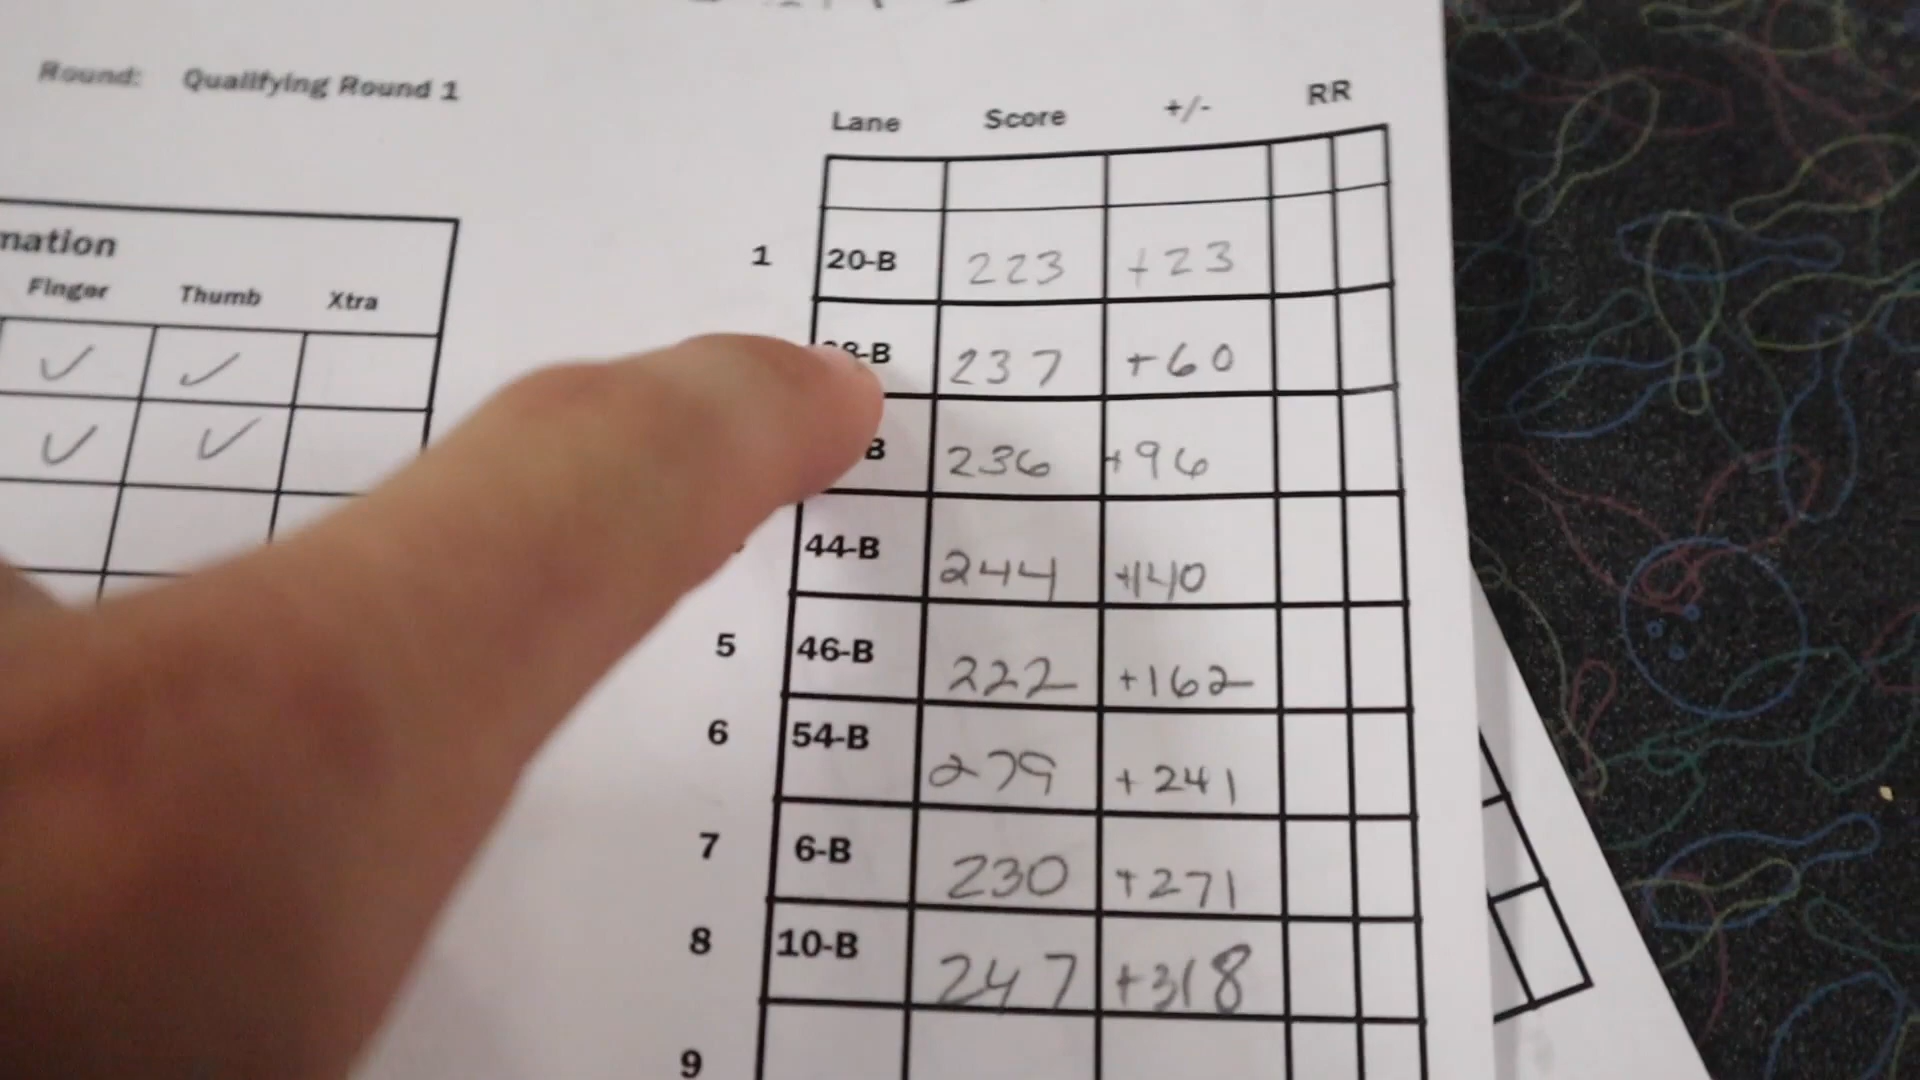 Round: Qualifying Round 1
Lane Score +/- RR
mation
Finger Thumb Xtra
1 20-B 223 +23
8-B 237 +60
B 236 +96
44-B 244 +140
5 46-B 222 +162
6 54-B 279 +241
7 6-B 230 +271
8 10-B 247 +318
9